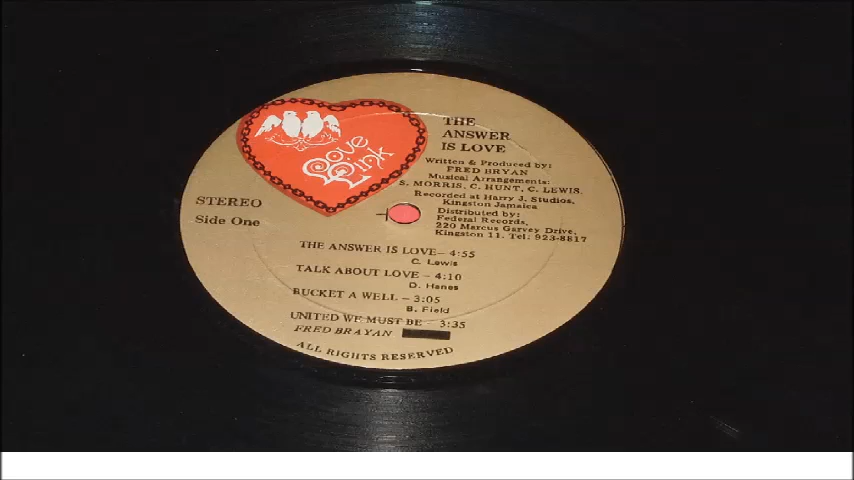 Love Link
THE
ANSWER
IS LOVE
Written & Produced by:
FRED BRYAN
Musical Arrangements:
S. MORRIS, C. HUNT, C. LEWIS.
Recorded at Harry J. Studios,
Kingston Jamaica
Distributed by:
Federal Records,
220 Marcus Garvey Drive,
Kingston 11. Tel: 923-8817
STEREO
Side One
THE ANSWER IS LOVE – 4:55
C. Lewis
TALK ABOUT LOVE – 4:10
D. Hanes
BUCKET A WELL – 3:05
B. Field
UNITED WE MUST BE – 3:35
FRED BRAYAN
ALL RIGHTS RESERVED